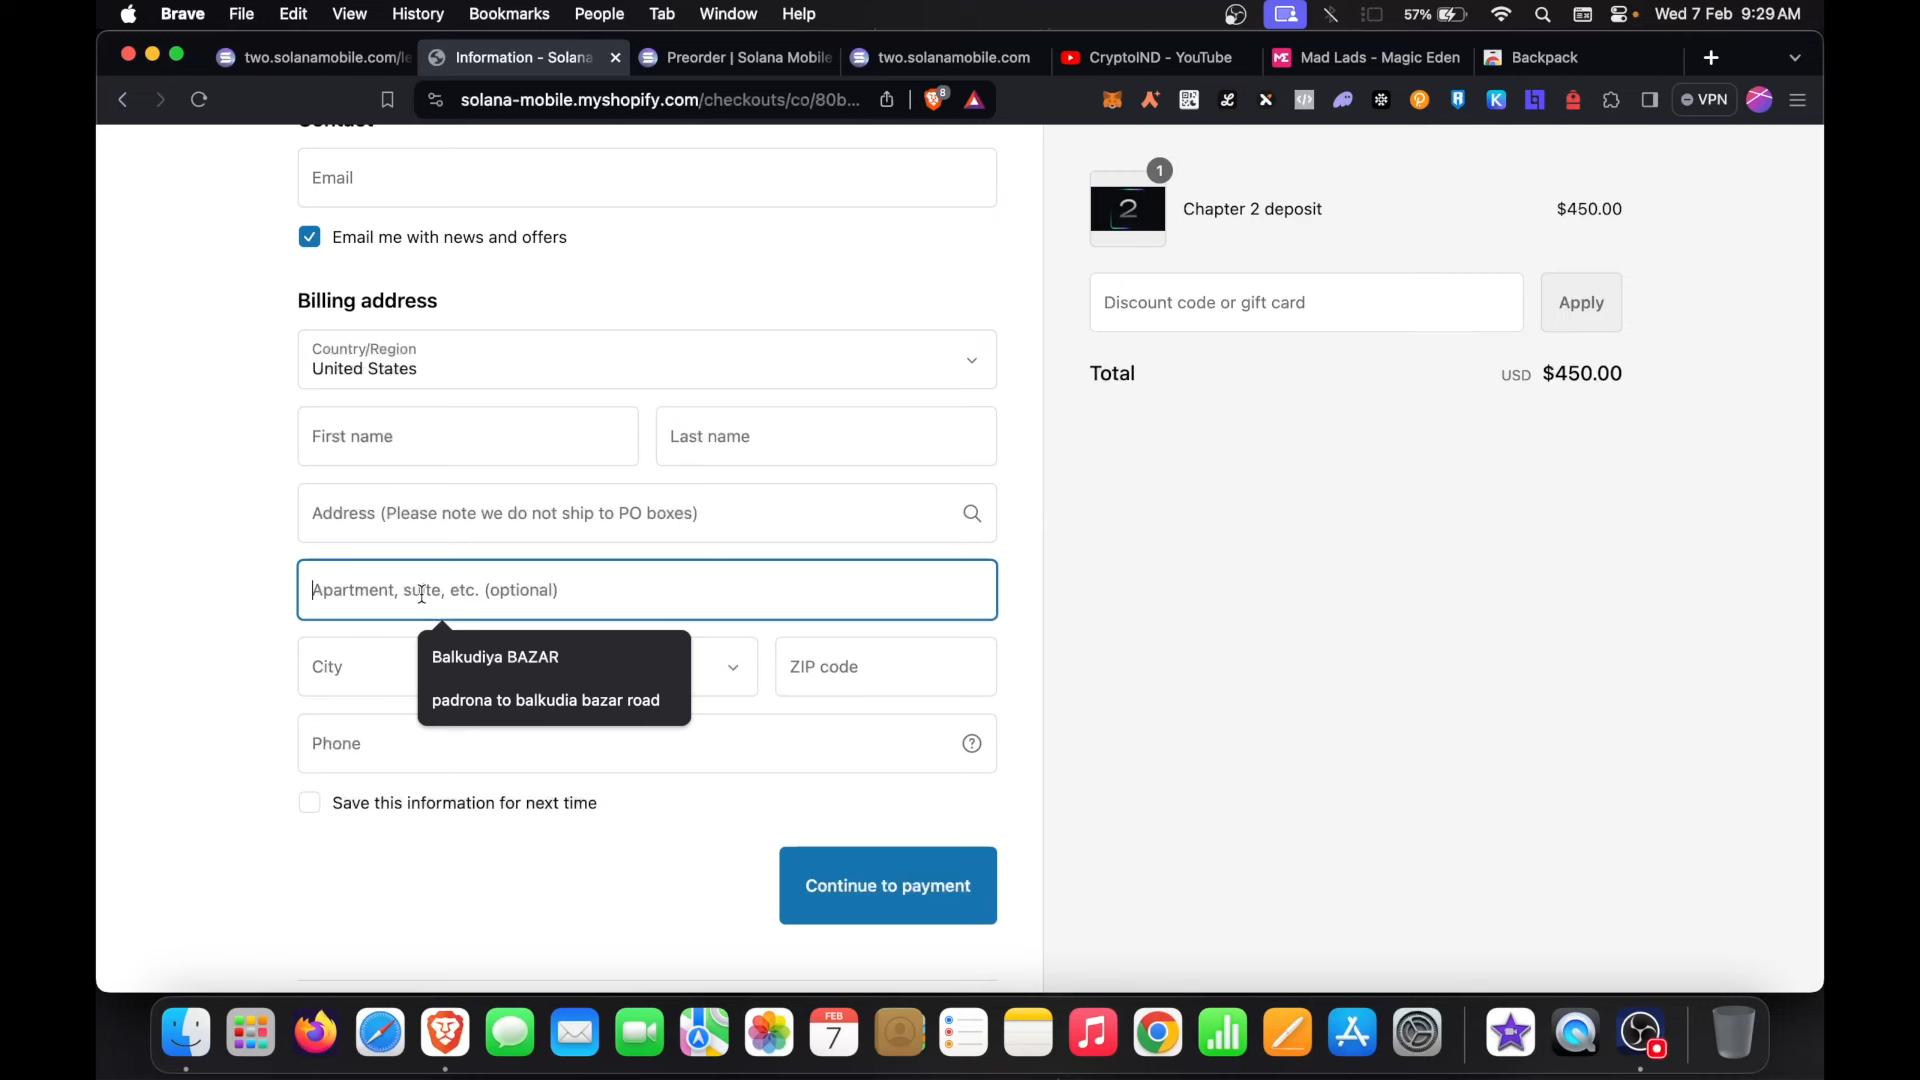 Brave File Edit View History Bookmarks People Tab Window Help 57% Wed 7 Feb 9:29 AM
two.solanamobile.com/le Information - Solana Preorder | Solana Mobile two.solanamobile.com CryptoIND - YouTube Mad Lads - Magic Eden Backpack
solana-mobile.myshopify.com/checkouts/co/80b... 8 VPN
Contact
Email
Email me with news and offers
Billing address
Country/Region
United States
First name Last name
Address (Please note we do not ship to PO boxes)
Apartment, suite, etc. (optional)
City ZIP code
Balkudiya BAZAR
padrona to balkudia bazar road
Phone
Save this information for next time
Continue to payment
1
2
Chapter 2 deposit $450.00
Discount code or gift card Apply
Total USD $450.00
FEB
7